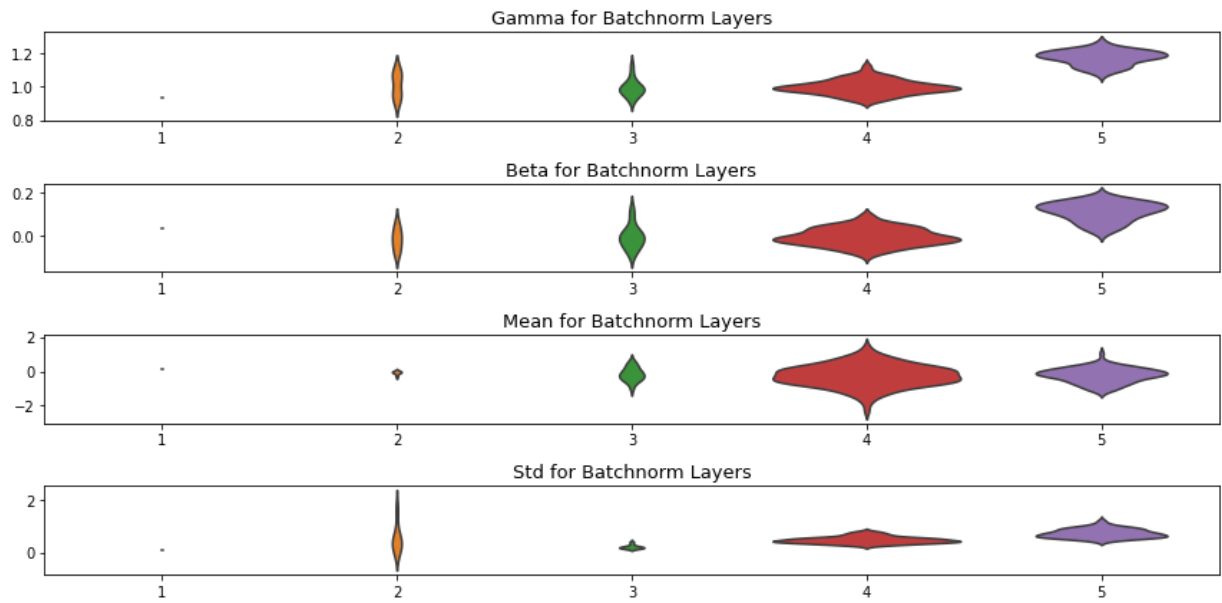 Gamma for Batchnorm Layers
1.2
1.0
0.8
1 2 3 4 5
Beta for Batchnorm Layers
0.2
0.0
1 2 3 4 5
Mean for Batchnorm Layers
2
0
−2
1 2 3 4 5
Std for Batchnorm Layers
2
0
1 2 3 4 5